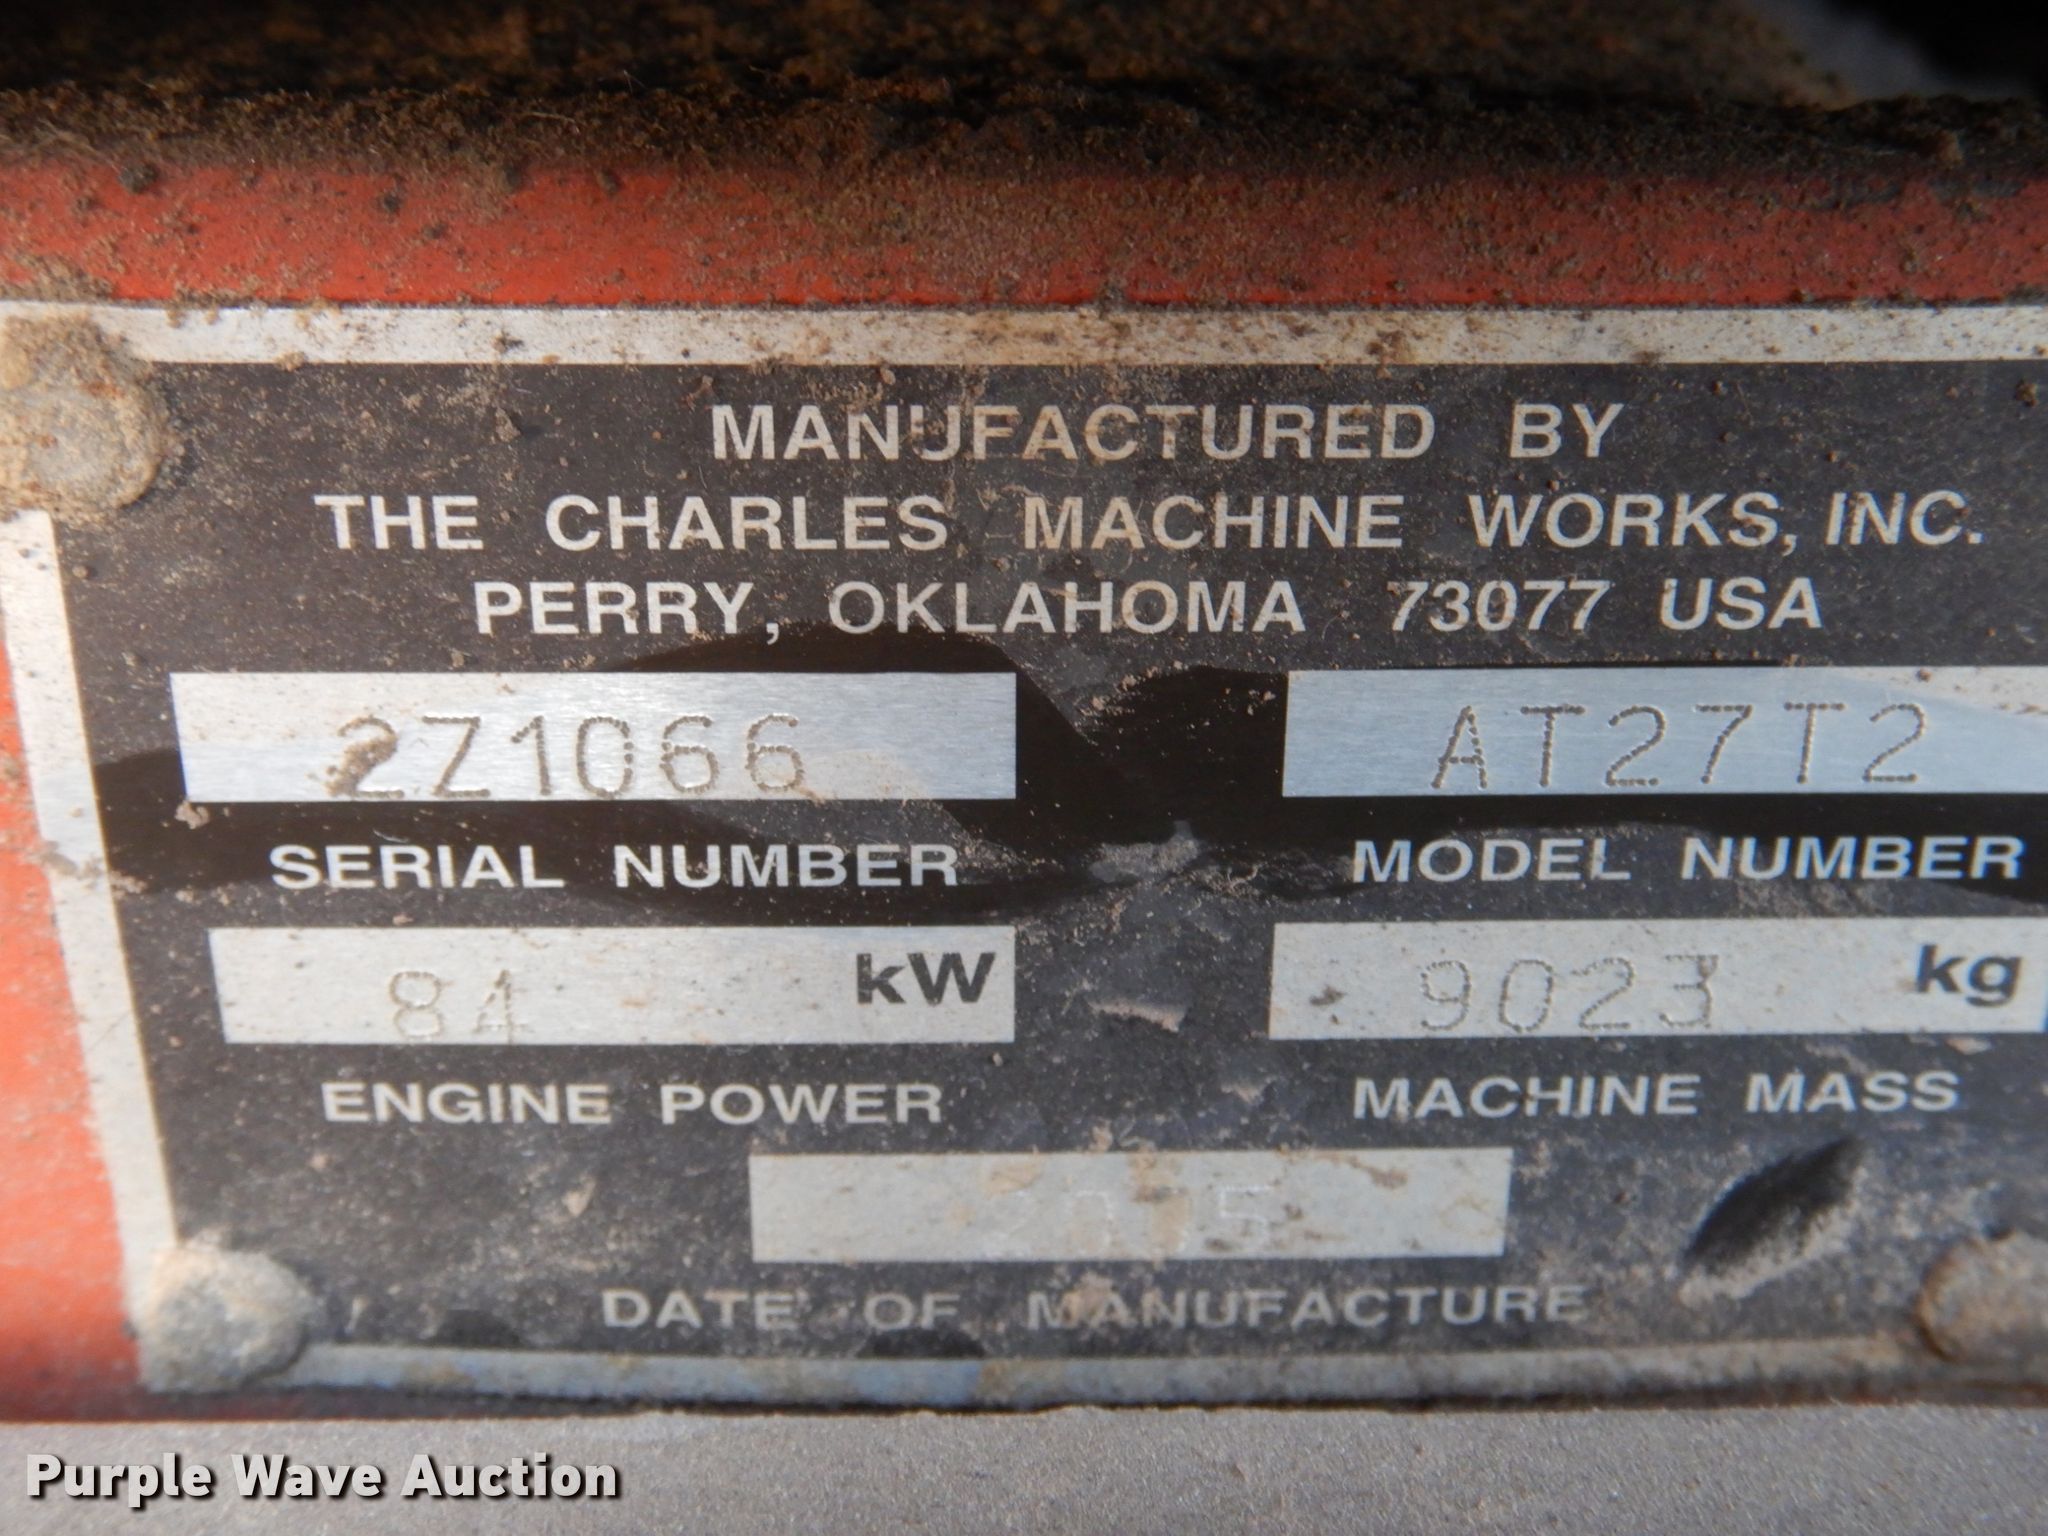 MANUFACTURED BY
THE CHARLES MACHINE WORKS, INC.
PERRY, OKLAHOMA 73077 USA
2Z1066 AT27T2
SERIAL NUMBER MODEL NUMBER
84 kW 9023 kg
ENGINE POWER MACHINE MASS
DATE OF MANUFACTURE
Purple Wave Auction